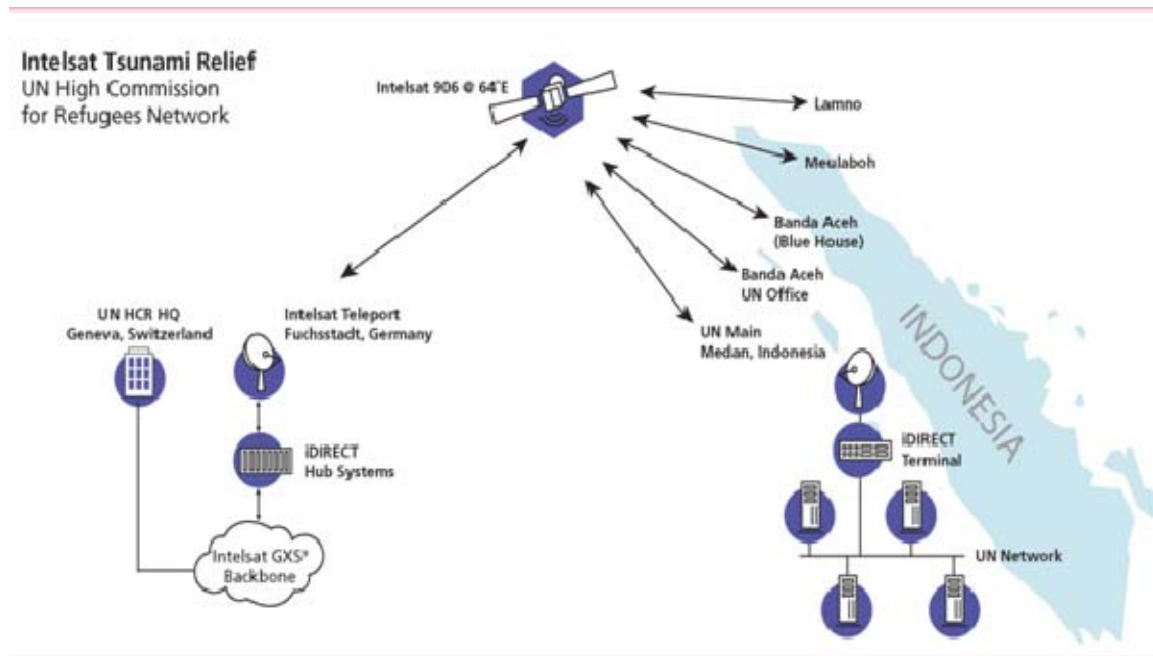 Intelsat Tsunami Relief
UN High Commission
for Refugees Network
Intelsat 906 @ 64°E
Lamno
Meulaboh
Banda Aceh
(Blue House)
Banda Aceh
UN Office
UN Main
Medan, Indonesia
UN HCR HQ
Geneva, Switzerland
Intelsat Teleport
Fuchsstadt, Germany
iDIRECT
Hub Systems
Intelsat GXS®
Backbone
INDONESIA
iDIRECT
Terminal
UN Network